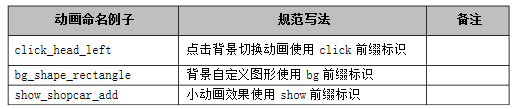 动画命名例子 规范写法 备注
click_head_left 点击背景切换动画使用 click 前缀标识
bg_shape_rectangle 背景自定义图形使用 bg 前缀标识
show_shopcar_add 小动画效果使用 show 前缀标识